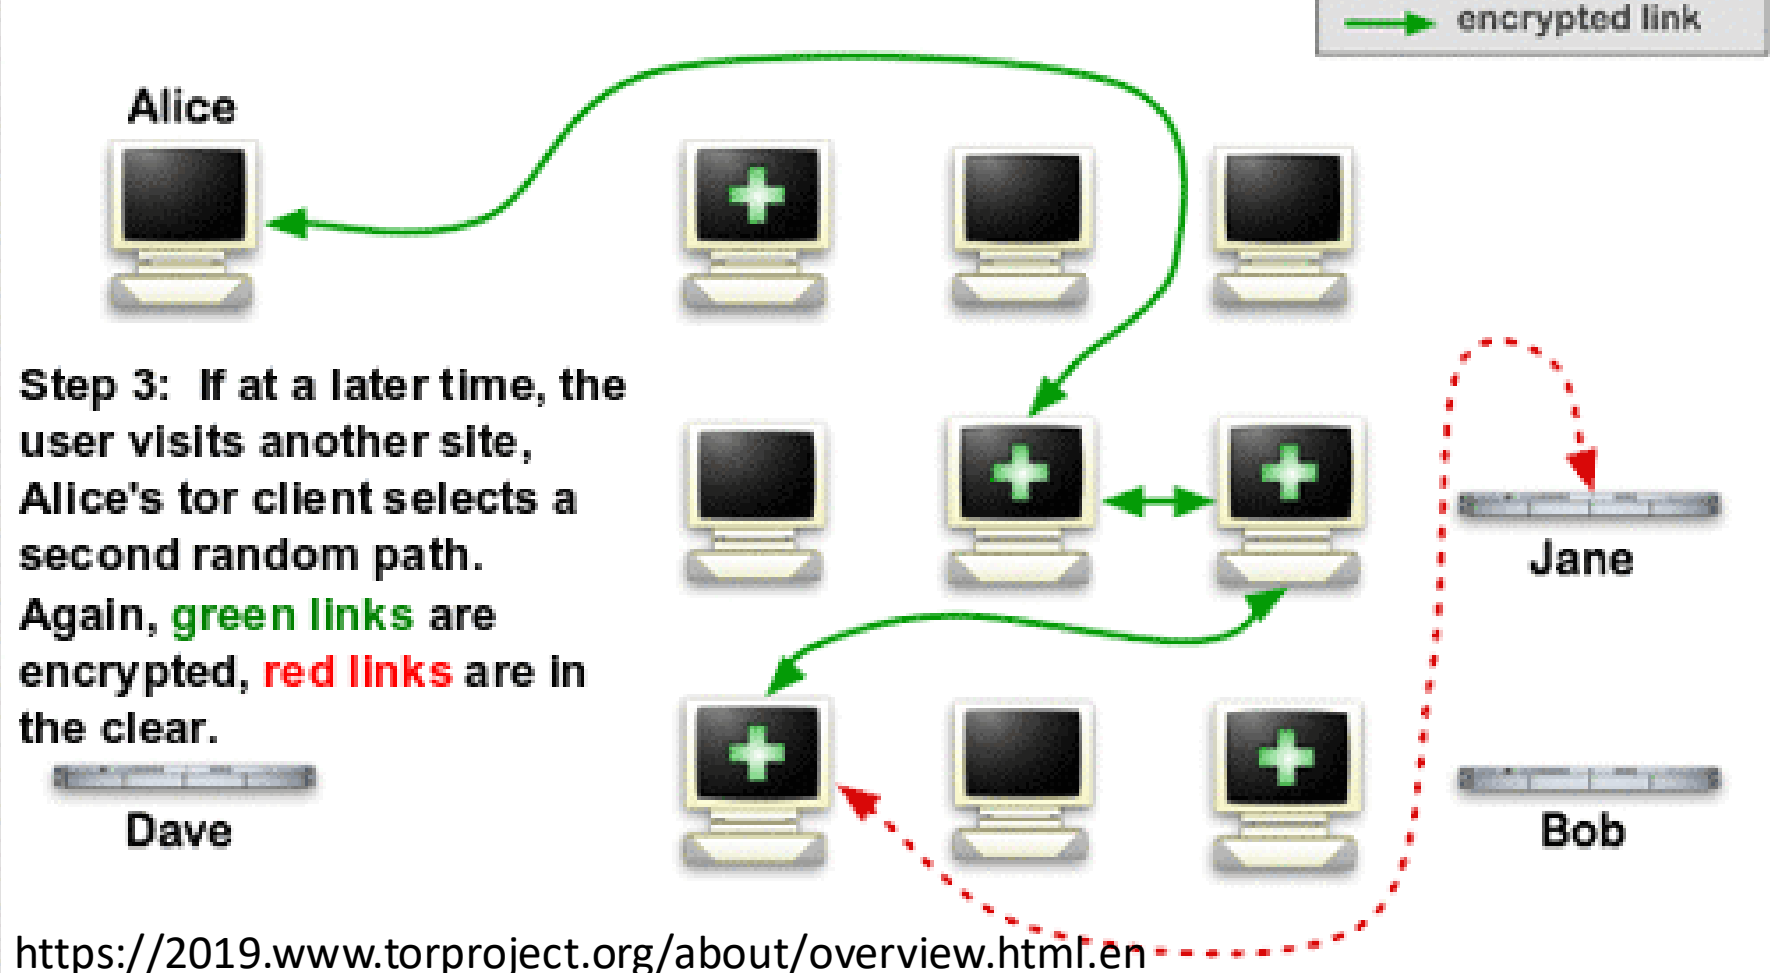 encrypted link
Alice
Step 3: If at a later time, the
user visits another site,
Alice's tor client selects a
second random path.
Again, green links are
encrypted, red links are in
the clear.
Jane
Dave
Bob
https://2019.www.torproject.org/about/overview.html.en